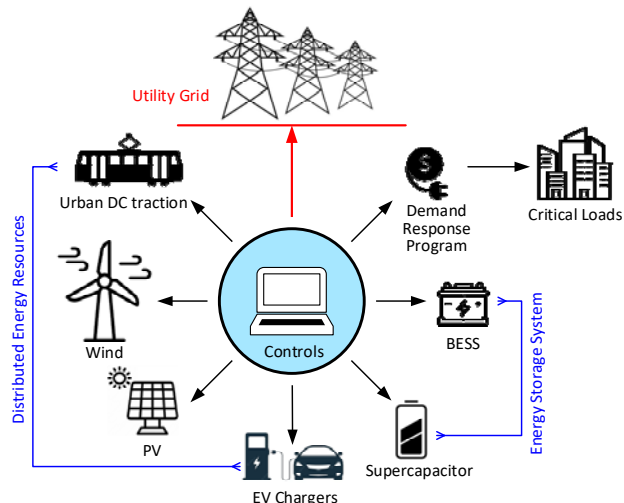 Utility Grid
Urban DC traction
Demand
Response
Program
Critical Loads
Distributed Energy Resources
Wind
Controls
BESS
Energy Storage System
PV
EV Chargers
Supercapacitor